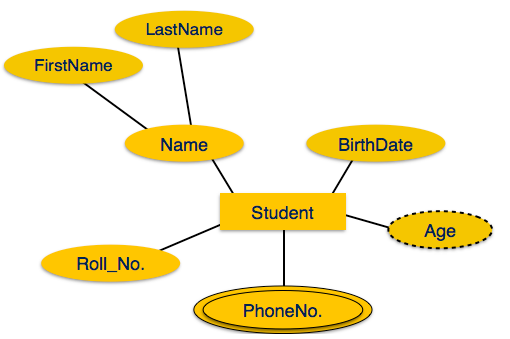 LastName
FirstName
Name
BirthDate
Student
Age
Roll_No.
PhoneNo.